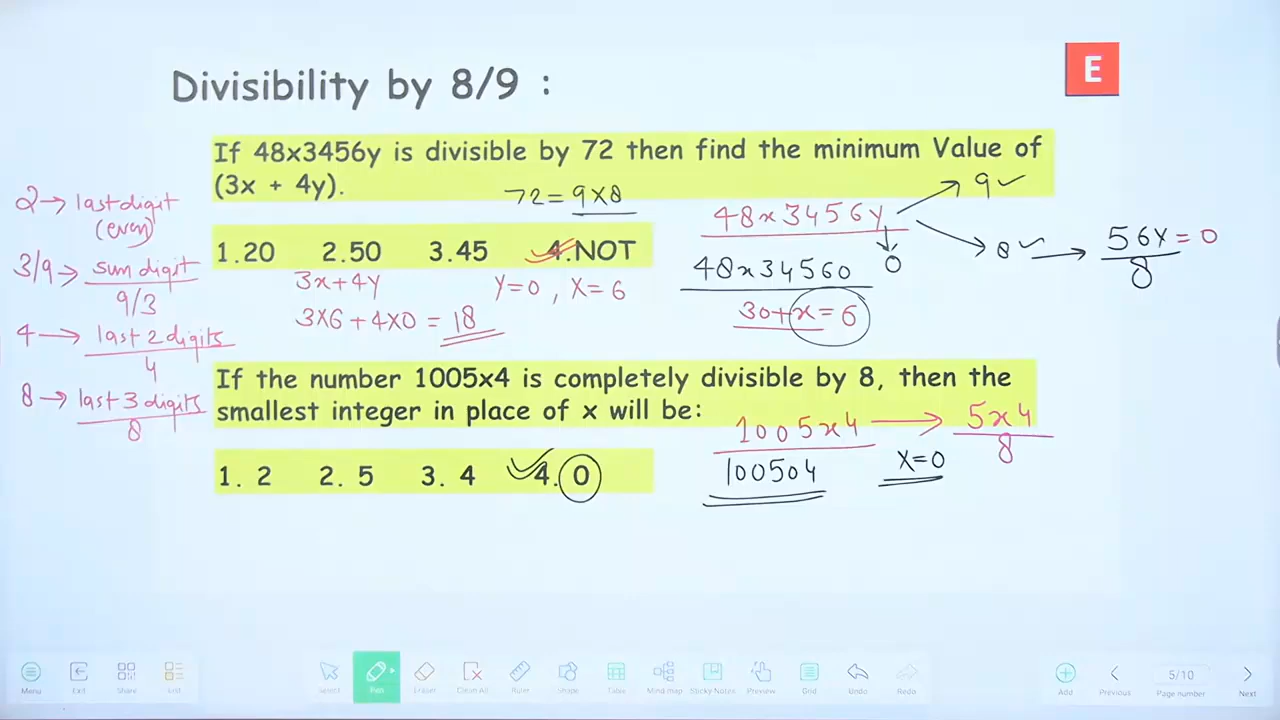 E
Divisibility by 8/9 :
If 48x3456y is divisible by 72 then find the minimum Value of
(3x + 4y).
72 = 9×8
1.20 2.50 3.45 4.NOT
3x+4y
3×6+4×0 = 18
y=0 , x=6
48x3456y
9
8
0
56y = 0
8
48x34560
30+x = 6
2 → last digit
(even)
3/9 → sum digit
9/3
4 → last 2 digits
4
8 → last 3 digits
8
If the number 1005x4 is completely divisible by 8, then the
smallest integer in place of x will be:
1005x4 → 5x4
8
1. 2 2. 5 3. 4 4. 0
100504
x=0
Menu Exit Share List Select Pen Eraser Clean All Ruler Shape Table Mind map Sticky Notes Preview Grid Undo Redo Add Previous 5/10 Page number Next